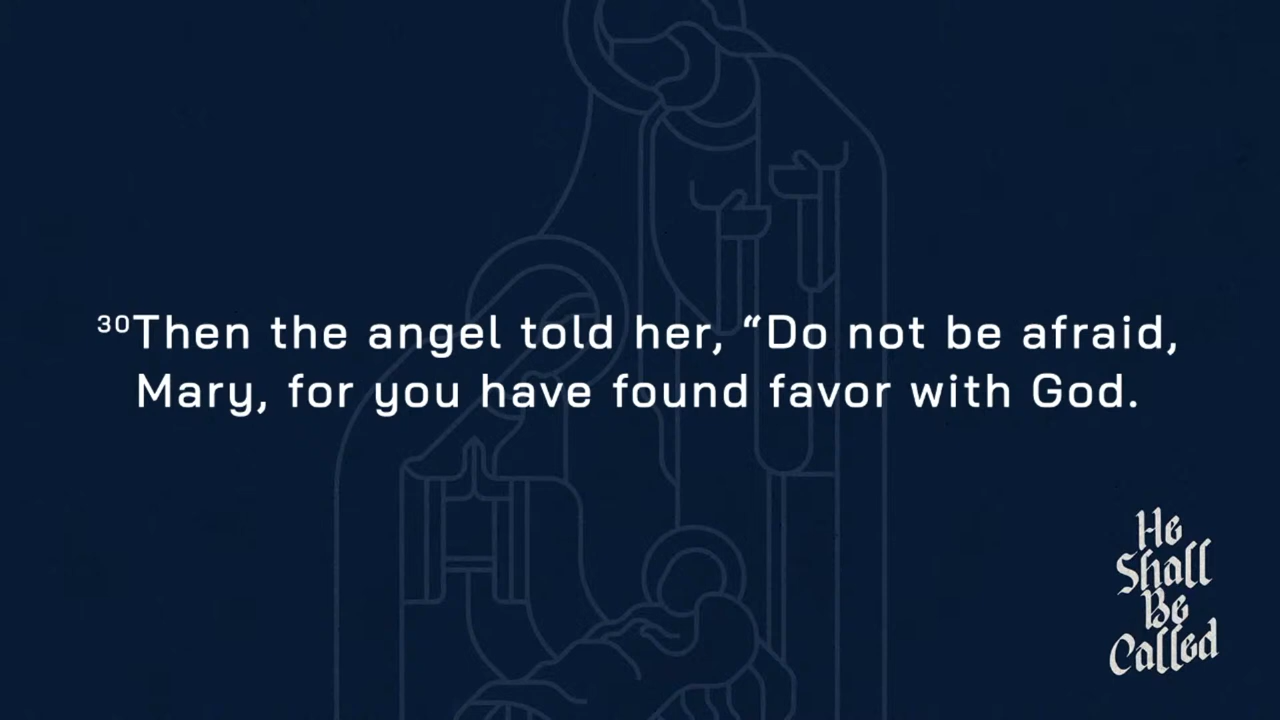 ³⁰Then the angel told her, “Do not be afraid,
Mary, for you have found favor with God.
He
Shall
Be
Called